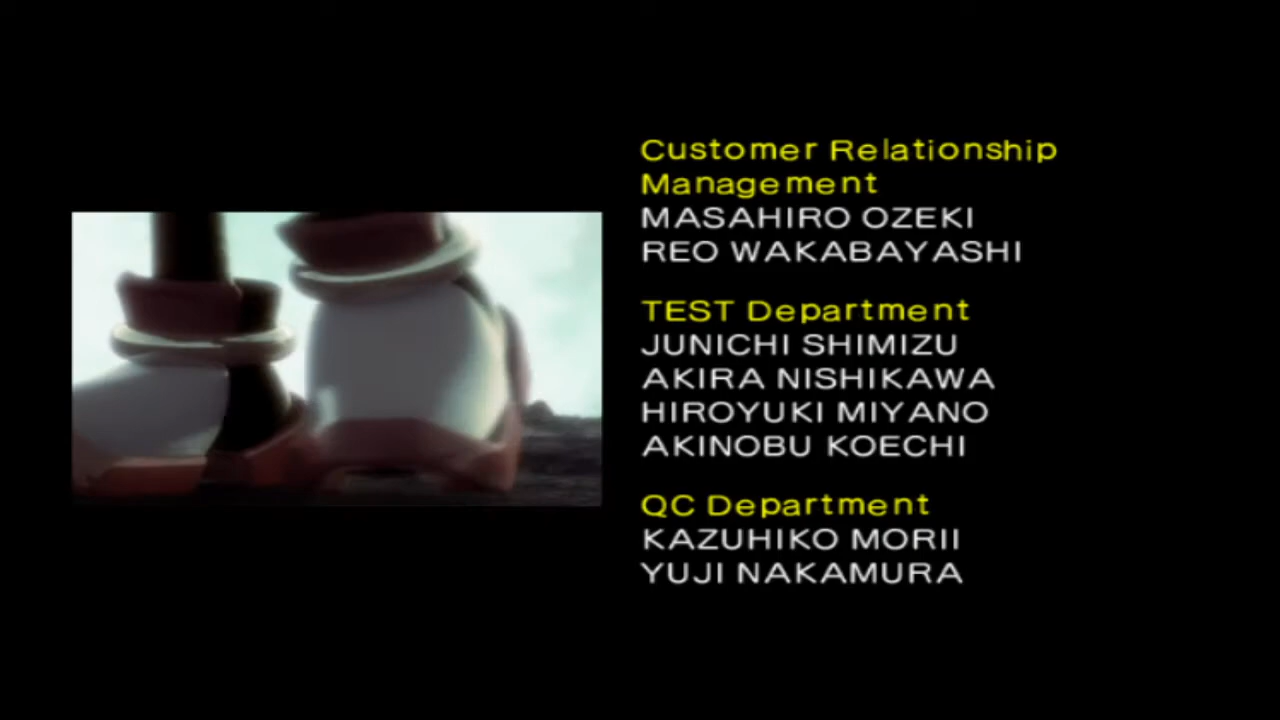 Customer Relationship
Management
MASAHIRO OZEKI
REO WAKABAYASHI
TEST Department
JUNICHI SHIMIZU
AKIRA NISHIKAWA
HIROYUKI MIYANO
AKINOBU KOECHI
QC Department
KAZUHIKO MORII
YUJI NAKAMURA